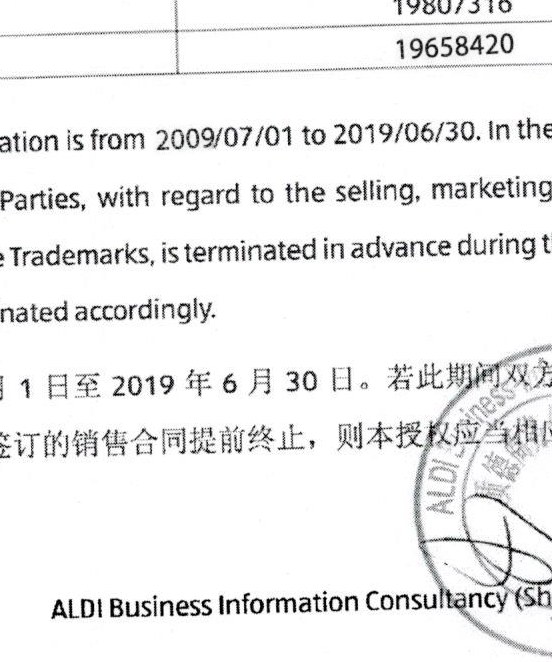 19807316
19658420
ation is from 2009/07/01 to 2019/06/30. In the
Parties, with regard to the selling, marketing
e Trademarks, is terminated in advance during t
nated accordingly.
月 1 日至 2019 年 6 月 30 日。若此期间双方
签订的销售合同提前终止，则本授权应当相应
ALDI Business
ALDI Business Information Consultancy (Sh